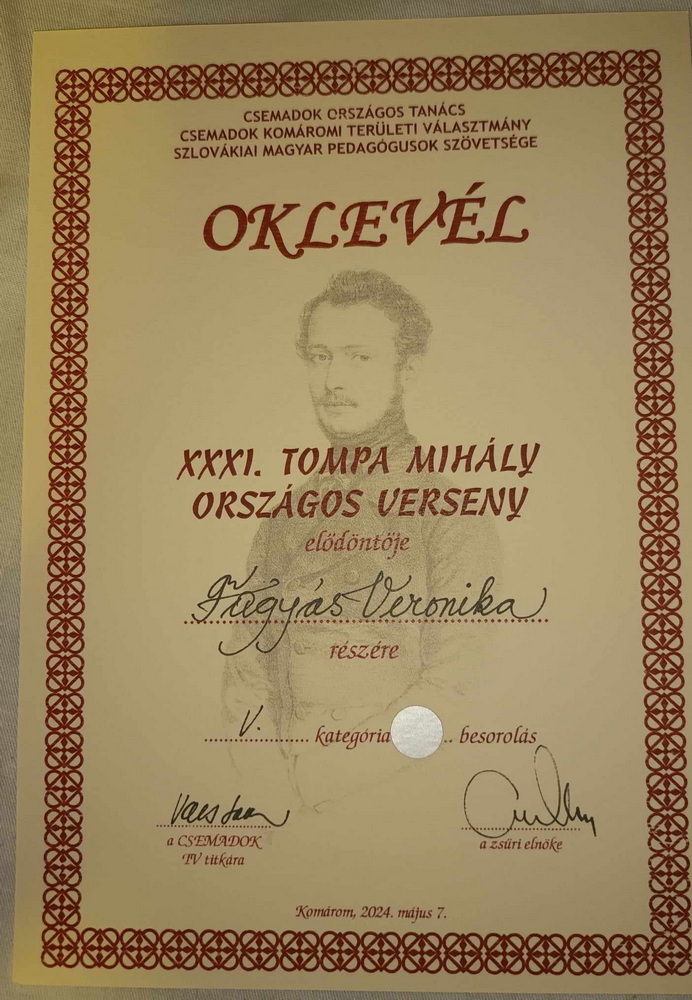 CSEMADOK ORSZÁGOS TANÁCS
CSEMADOK KOMÁROMI TERÜLETI VÁLASZTMÁNY
SZLOVÁKIAI MAGYAR PEDAGÓGUSOK SZÖVETSÉGE
OKLEVÉL
XXXI. TOMPA MIHÁLY
ORSZÁGOS VERSENY
elődöntője
Fügyás Veronika
részére
V. kategória besorolás
a CSEMADOK a zsűri elnöke
TV titkára
Komárom, 2024. május 7.